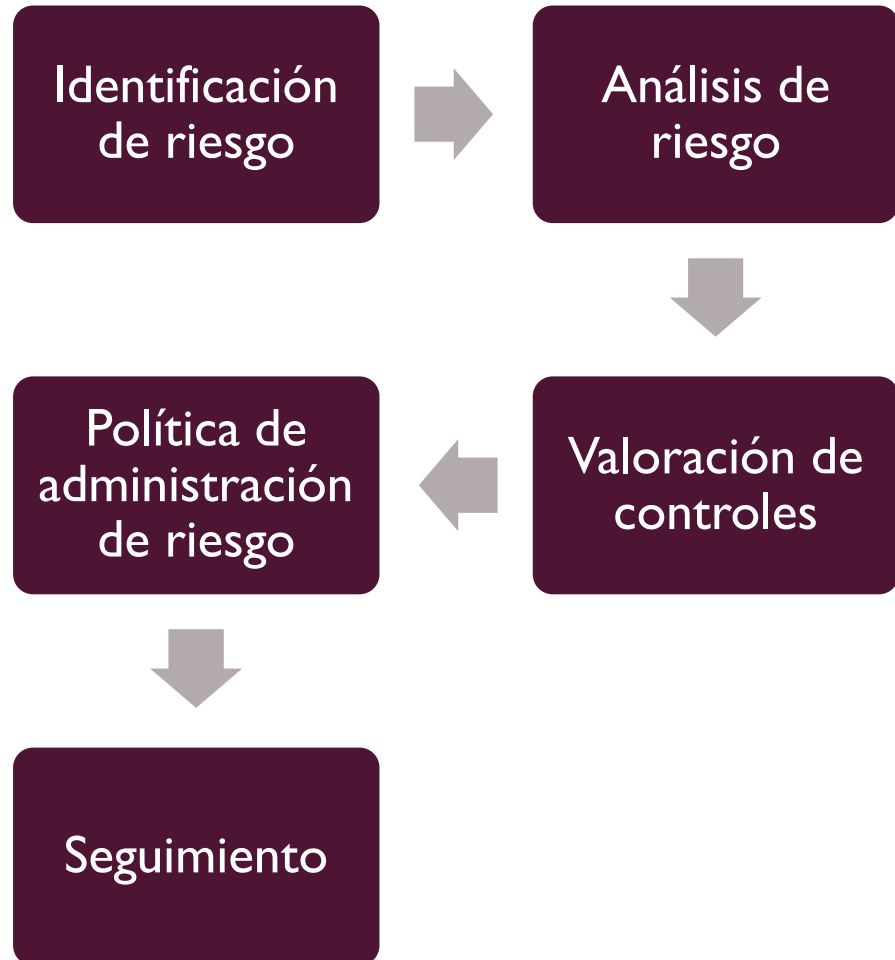 Identificación
de riesgo
Análisis de
riesgo
Valoración de
controles
Política de
administración
de riesgo
Seguimiento